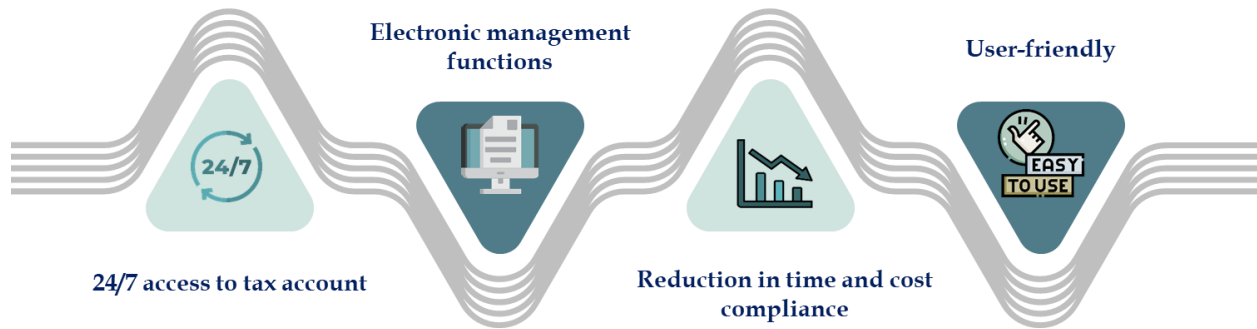 24/7
24/7 access to tax account
Electronic management
functions
Reduction in time and cost
compliance
User-friendly
EASY
TO USE